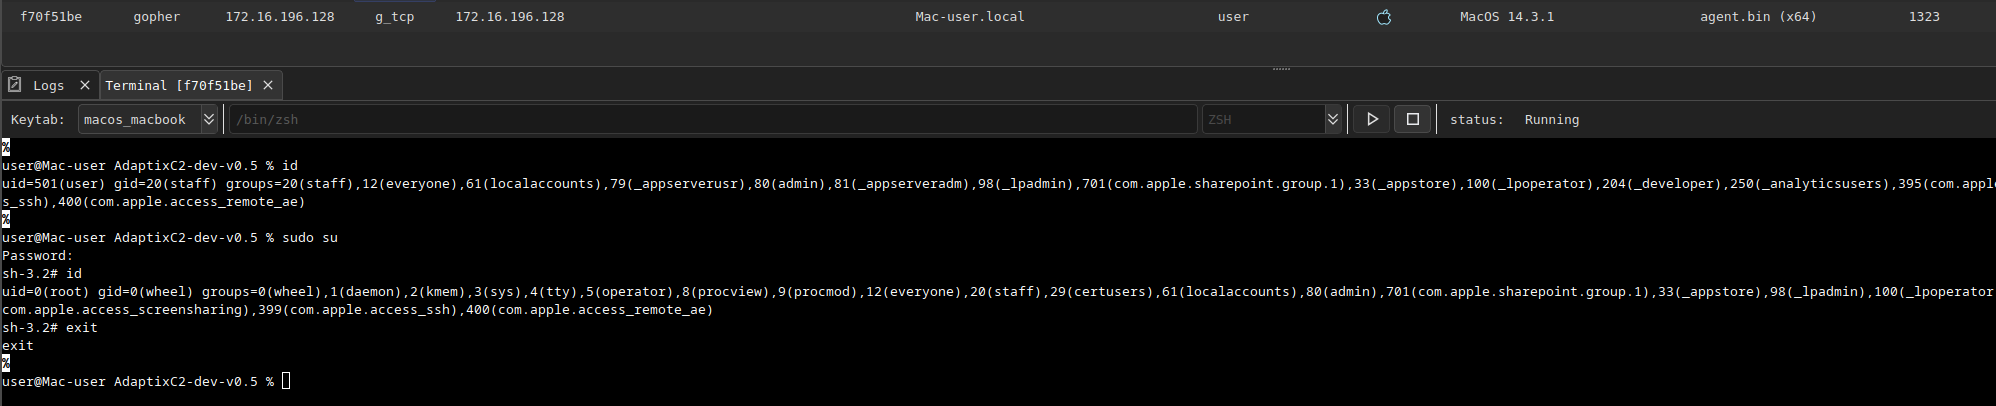 f70f51be gopher 172.16.196.128 g_tcp 172.16.196.128 Mac-user.local user MacOS 14.3.1 agent.bin (x64) 1323
Logs Terminal [f70f51be]
Keytab: macos_macbook /bin/zsh ZSH status: Running
%
user@Mac-user AdaptixC2-dev-v0.5 % id
uid=501(user) gid=20(staff) groups=20(staff),12(everyone),61(localaccounts),79(_appserverusr),80(admin),81(_appserveradm),98(_lpadmin),701(com.apple.sharepoint.group.1),33(_appstore),100(_lpoperator),204(_developer),250(_analyticsusers),395(com.apple
s_ssh),400(com.apple.access_remote_ae)
%
user@Mac-user AdaptixC2-dev-v0.5 % sudo su
Password:
sh-3.2# id
uid=0(root) gid=0(wheel) groups=0(wheel),1(daemon),2(kmem),3(sys),4(tty),5(operator),8(procview),9(procmod),12(everyone),20(staff),29(certusers),61(localaccounts),80(admin),701(com.apple.sharepoint.group.1),33(_appstore),98(_lpadmin),100(_lpoperator
com.apple.access_screensharing),399(com.apple.access_ssh),400(com.apple.access_remote_ae)
sh-3.2# exit
exit
%
user@Mac-user AdaptixC2-dev-v0.5 %